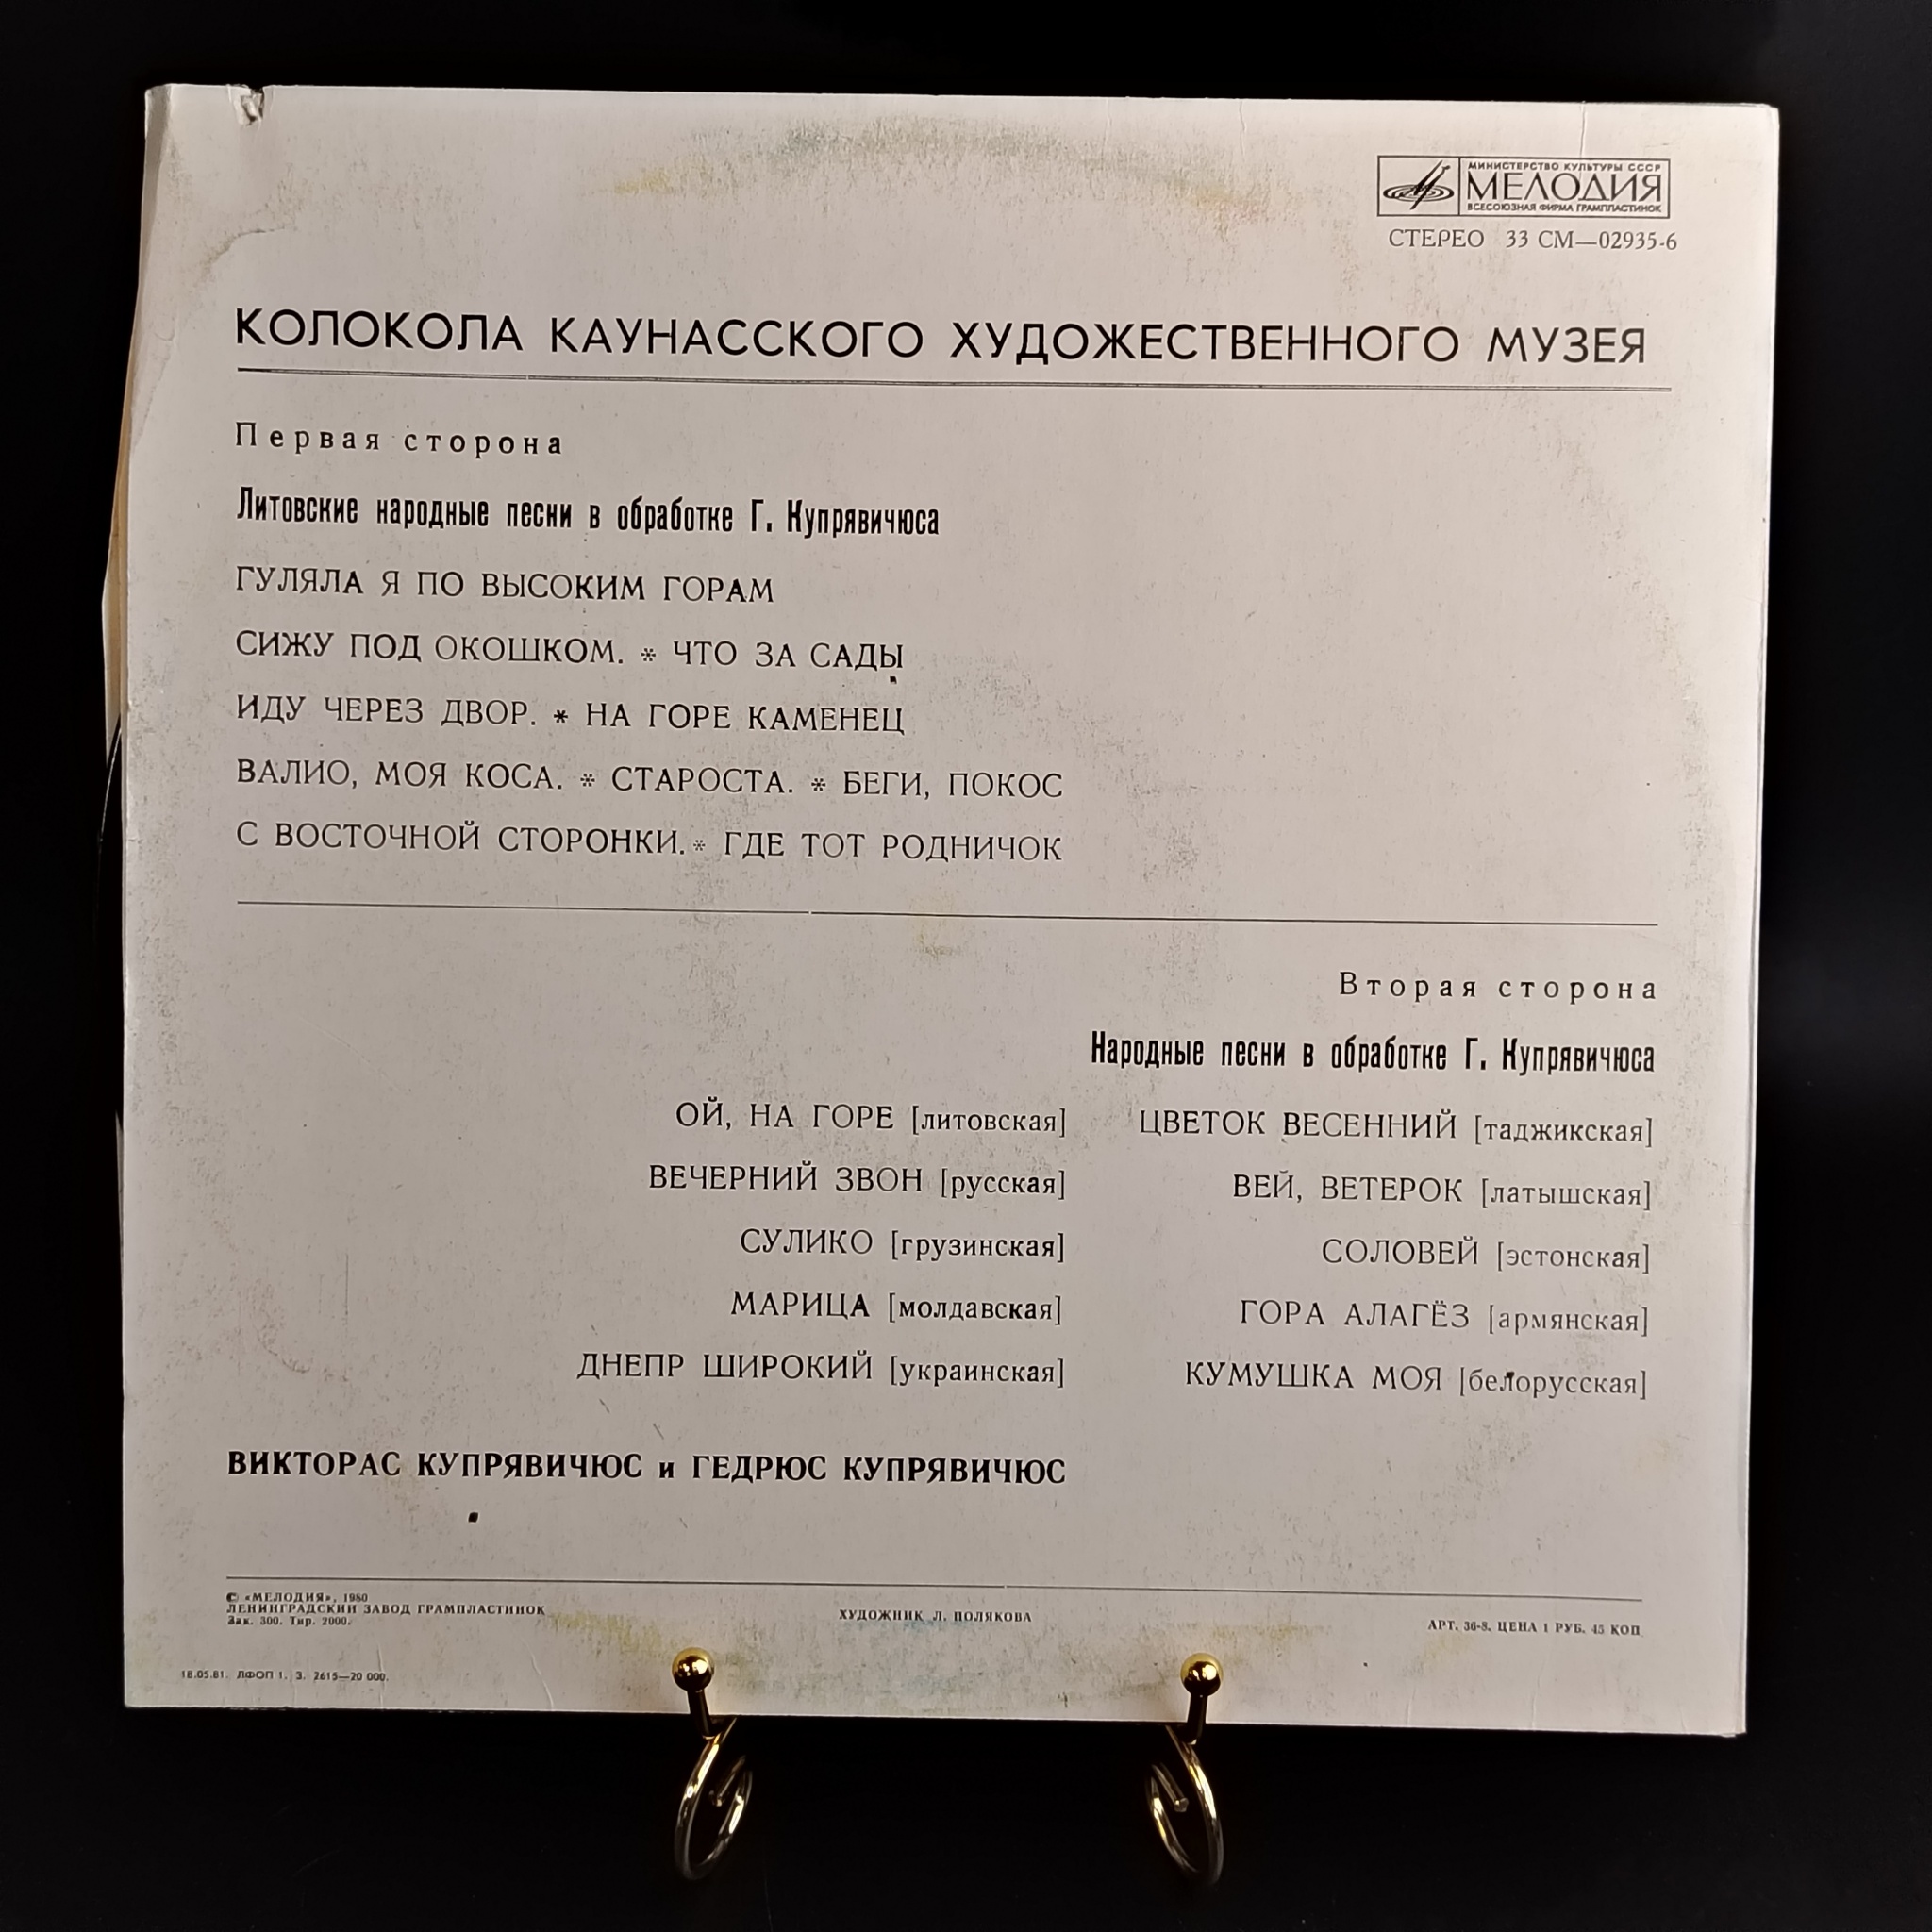 МИНИСТЕРСТВО КУЛЬТУРЫ СССР
МЕЛОДИЯ
ВСЕСОЮЗНАЯ ФИРМА ГРАМПЛАСТИНОК
СТЕРЕО 33 СМ—02935-6
КОЛОКОЛА КАУНАССКОГО ХУДОЖЕСТВЕННОГО МУЗЕЯ
Первая сторона
Литовские народные песни в обработке Г. Купрявичюса
ГУЛЯЛА Я ПО ВЫСОКИМ ГОРАМ
СИЖУ ПОД ОКОШКОМ. * ЧТО ЗА САДЫ
ИДУ ЧЕРЕЗ ДВОР. * НА ГОРЕ КАМЕНЕЦ
ВАЛИО, МОЯ КОСА. * СТАРОСТА. * БЕГИ, ПОКОС
С ВОСТОЧНОЙ СТОРОНКИ. * ГДЕ ТОТ РОДНИЧОК
Вторая сторона
Народные песни в обработке Г. Купрявичюса
ОЙ, НА ГОРЕ [литовская]
ВЕЧЕРНИЙ ЗВОН [русская]
СУЛИКО [грузинская]
МАРИЦА [молдавская]
ДНЕПР ШИРОКИЙ [украинская]
ЦВЕТОК ВЕСЕННИЙ [таджикская]
ВЕЙ, ВЕТЕРОК [латышская]
СОЛОВЕЙ [эстонская]
ГОРА АЛАГЁЗ [армянская]
КУМУШКА МОЯ [белорусская]
ВИКТОРАС КУПРЯВИЧЮС и ГЕДРЮС КУПРЯВИЧЮС
© «МЕЛОДИЯ», 1980
ЛЕНИНГРАДСКИЙ ЗАВОД ГРАМПЛАСТИНОК
Зак. 300. Тир. 2000.
ХУДОЖНИК Л. ПОЛЯКОВА
АРТ. 36-8. ЦЕНА 1 РУБ. 45 КОП
18.05.81. ЛФОП 1. З. 2615—20 000.